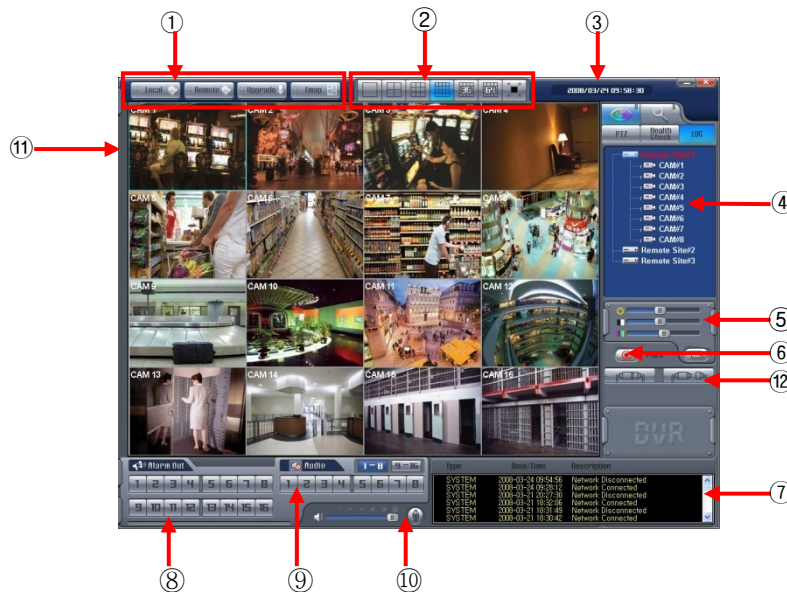 ① ② ③
Local Remote Upgrade Emap 36 64 2008/03/24 09:58:30
CAM 1 CAM 2 CAM 3 CAM 4
PTZ Health Check LOG
⑪
Remote Site#1
CAM#1
CAM#2
CAM#3
CAM#4
CAM#5
CAM#6
CAM#7
CAM#8
Remote Site#2
Remote Site#3
④
CAM 5 CAM 6 CAM 7 CAM 8
CAM 9 CAM 10 CAM 11 CAM 12
⑤
⑥
⑫
CAM 13 CAM 14 CAM 15 CAM 16
DVR
Alarm Out Audio 1-8 9-16
1 2 3 4 5 6 7 8 1 2 3 4 5 6 7 8
9 10 11 12 13 14 15 16
Type Date/Time Description
SYSTEM 2008-03-24 09:54:56 Network Disconnected
SYSTEM 2008-03-24 09:28:12 Network Connected
SYSTEM 2008-03-21 20:27:30 Network Disconnected
SYSTEM 2008-03-21 18:32:06 Network Connected
SYSTEM 2008-03-21 18:31:49 Network Disconnected
SYSTEM 2008-03-21 18:30:42 Network Connected
⑦
⑧ ⑨ ⑩